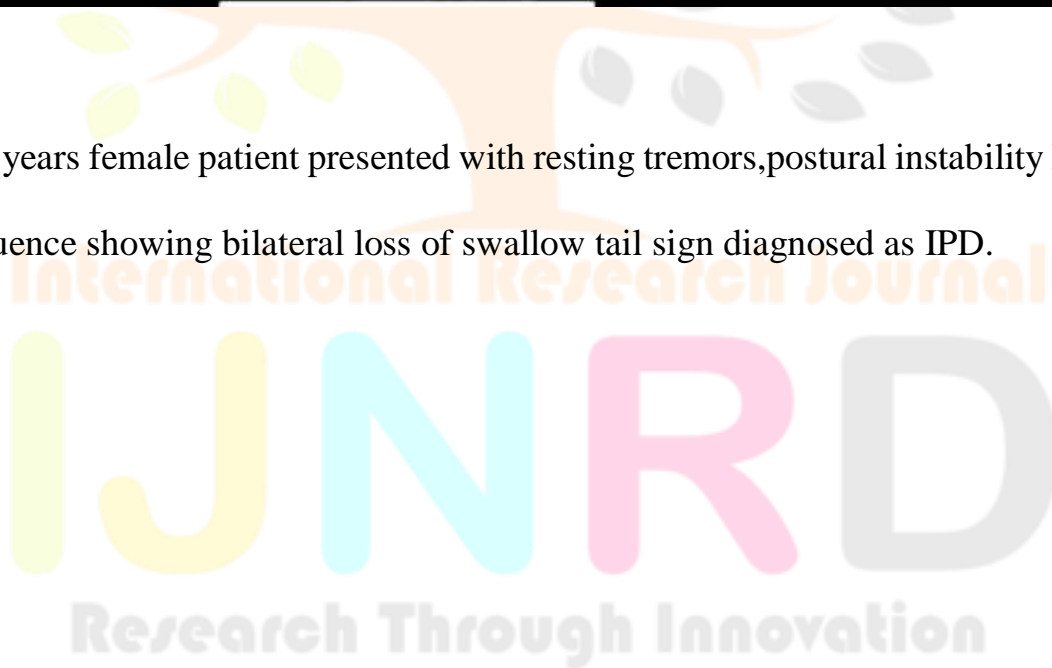 years female patient presented with resting tremors,postural instability
uence showing bilateral loss of swallow tail sign diagnosed as IPD.
International Research Journal
IJNRD
Research Through Innovation